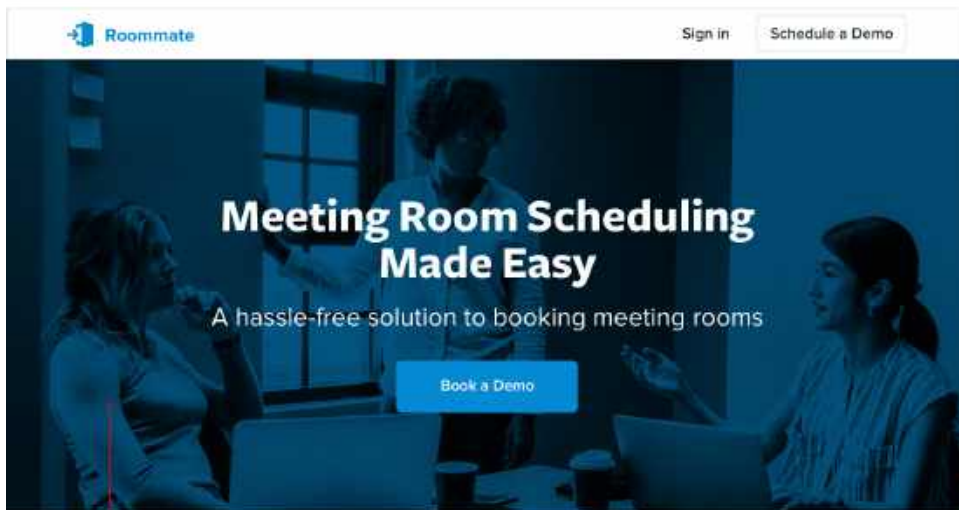 Roommate
Sign in
Schedule a Demo
Meeting Room Scheduling
Made Easy
A hassle-free solution to booking meeting rooms
Book a Demo